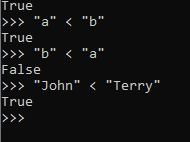 True
>>> "a" < "b"
True
>>> "b" < "a"
False
>>> "John" < "Terry"
True
>>>